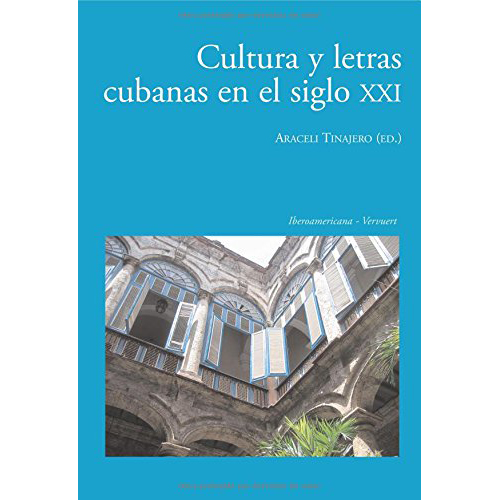 Cultura y letras
cubanas en el siglo XXI
ARACELI TINAJERO (ED.)
Iberoamericana - Vervuert